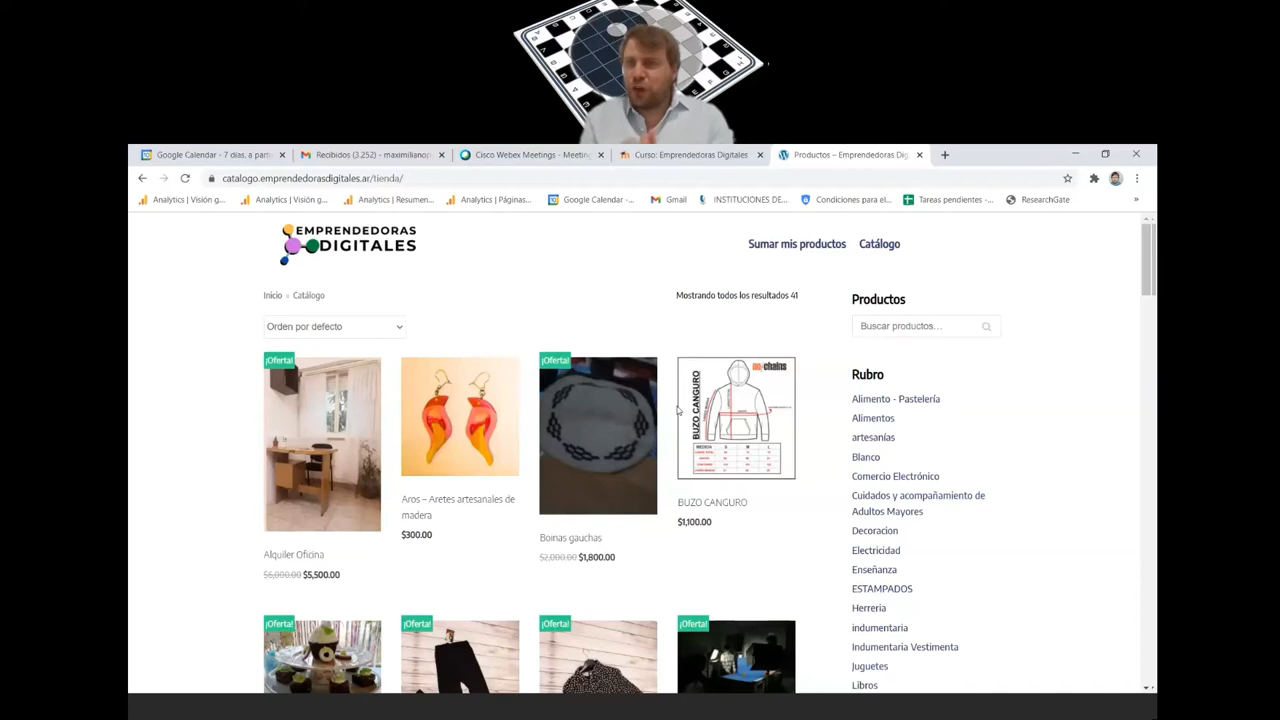 Google Calendar - 7 días, a parti
Recibidos (3.252) - maximilianop
Cisco Webex Meetings - Meeting
Curso: Emprendedoras Digitales
Productos – Emprendedoras Dig
catalogo.emprendedorasdigitales.ar/tienda/
Analytics | Visión g...
Analytics | Visión g...
Analytics | Resumen...
Analytics | Páginas...
Google Calendar -...
Gmail
INSTITUCIONES DE...
Condiciones para el...
Tareas pendientes -...
ResearchGate
»
EMPRENDEDORAS
DIGITALES
Sumar mis productos
Catálogo
Inicio » Catálogo
Mostrando todos los resultados 41
Orden por defecto
¡Oferta!
Alquiler Oficina
$6,000.00 $5,500.00
Aros – Aretes artesanales de
madera
$300.00
¡Oferta!
Boinas gauchas
$2,000.00 $1,800.00
BUZO CANGURO
no/chains
BUZO CANGURO
$1,100.00
¡Oferta!
¡Oferta!
¡Oferta!
¡Oferta!
Productos
Buscar productos...
Rubro
Alimento - Pastelería
Alimentos
artesanías
Blanco
Comercio Electrónico
Cuidados y acompañamiento de
Adultos Mayores
Decoracion
Electricidad
Enseñanza
ESTAMPADOS
Herreria
indumentaria
Indumentaria Vestimenta
Juguetes
Libros